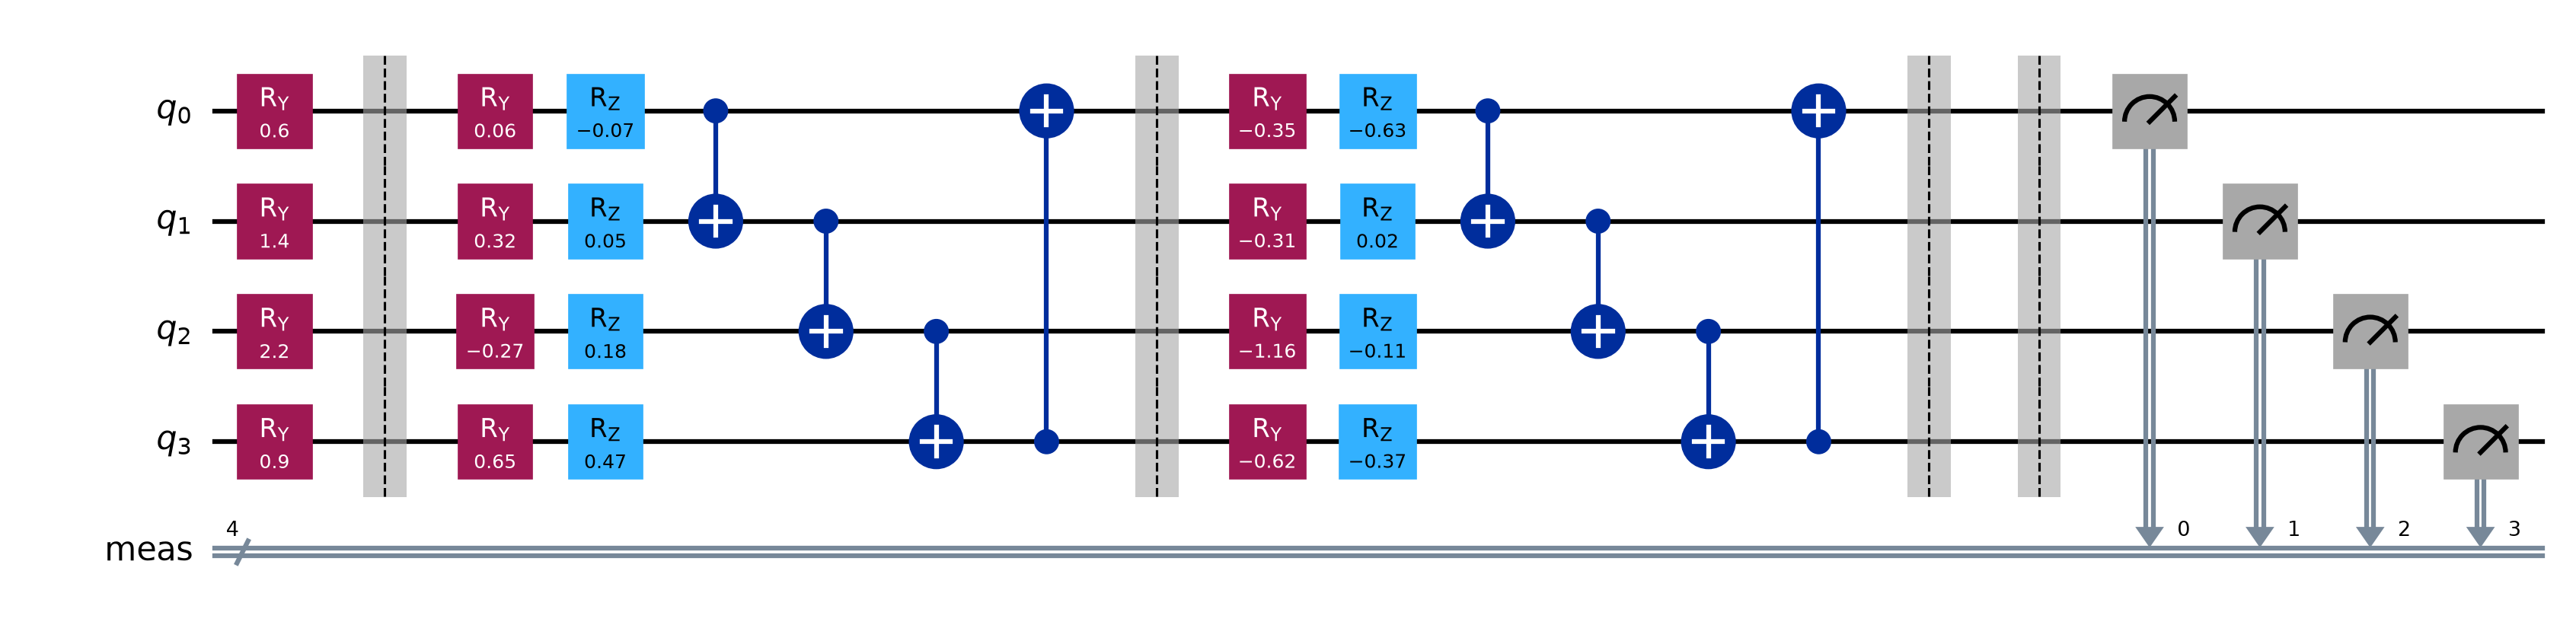 q0 RY 0.6 RY 0.06 RZ −0.07 RY −0.35 RZ −0.63
q1 RY 1.4 RY 0.32 RZ 0.05 RY −0.31 RZ 0.02
q2 RY 2.2 RY −0.27 RZ 0.18 RY −1.16 RZ −0.11
q3 RY 0.9 RY 0.65 RZ 0.47 RY −0.62 RZ −0.37
meas 4 0 1 2 3